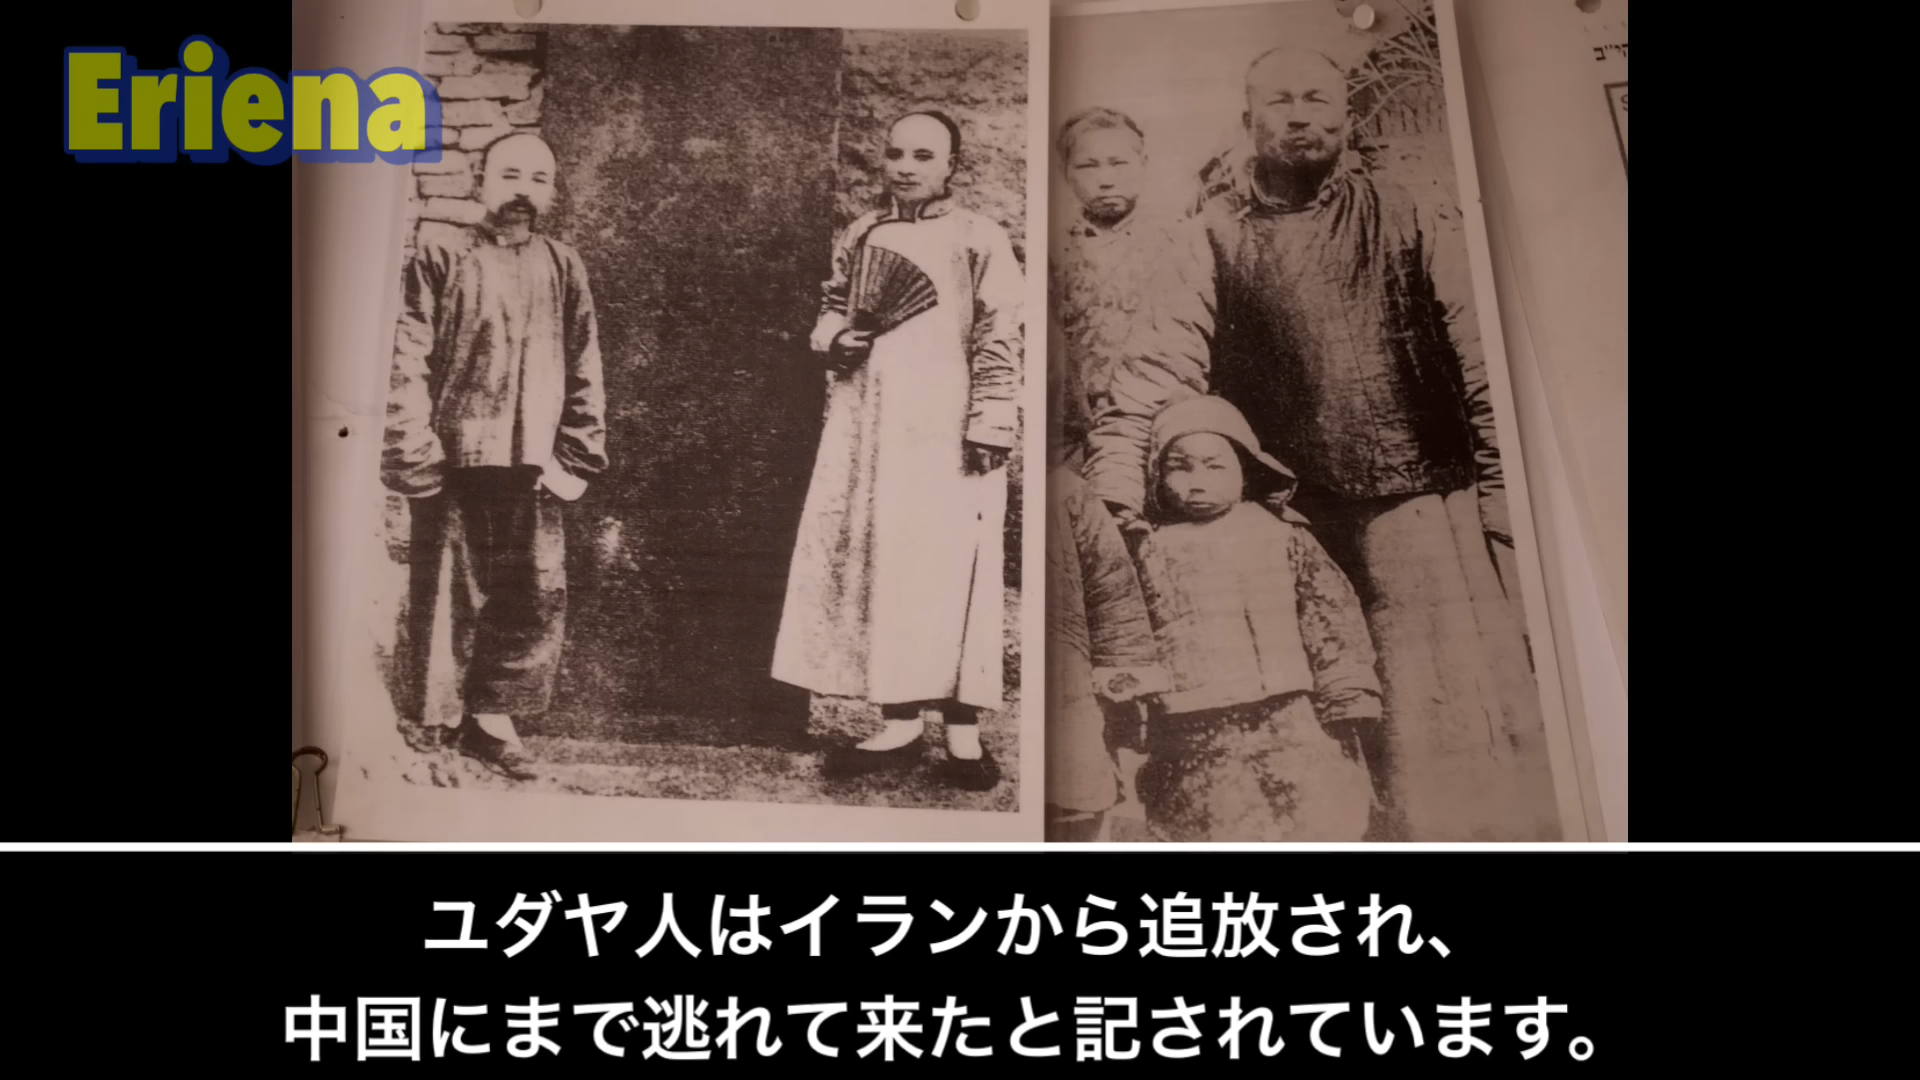 Eriena
ユダヤ人はイランから追放され、
中国にまで逃れて来たと記されています。